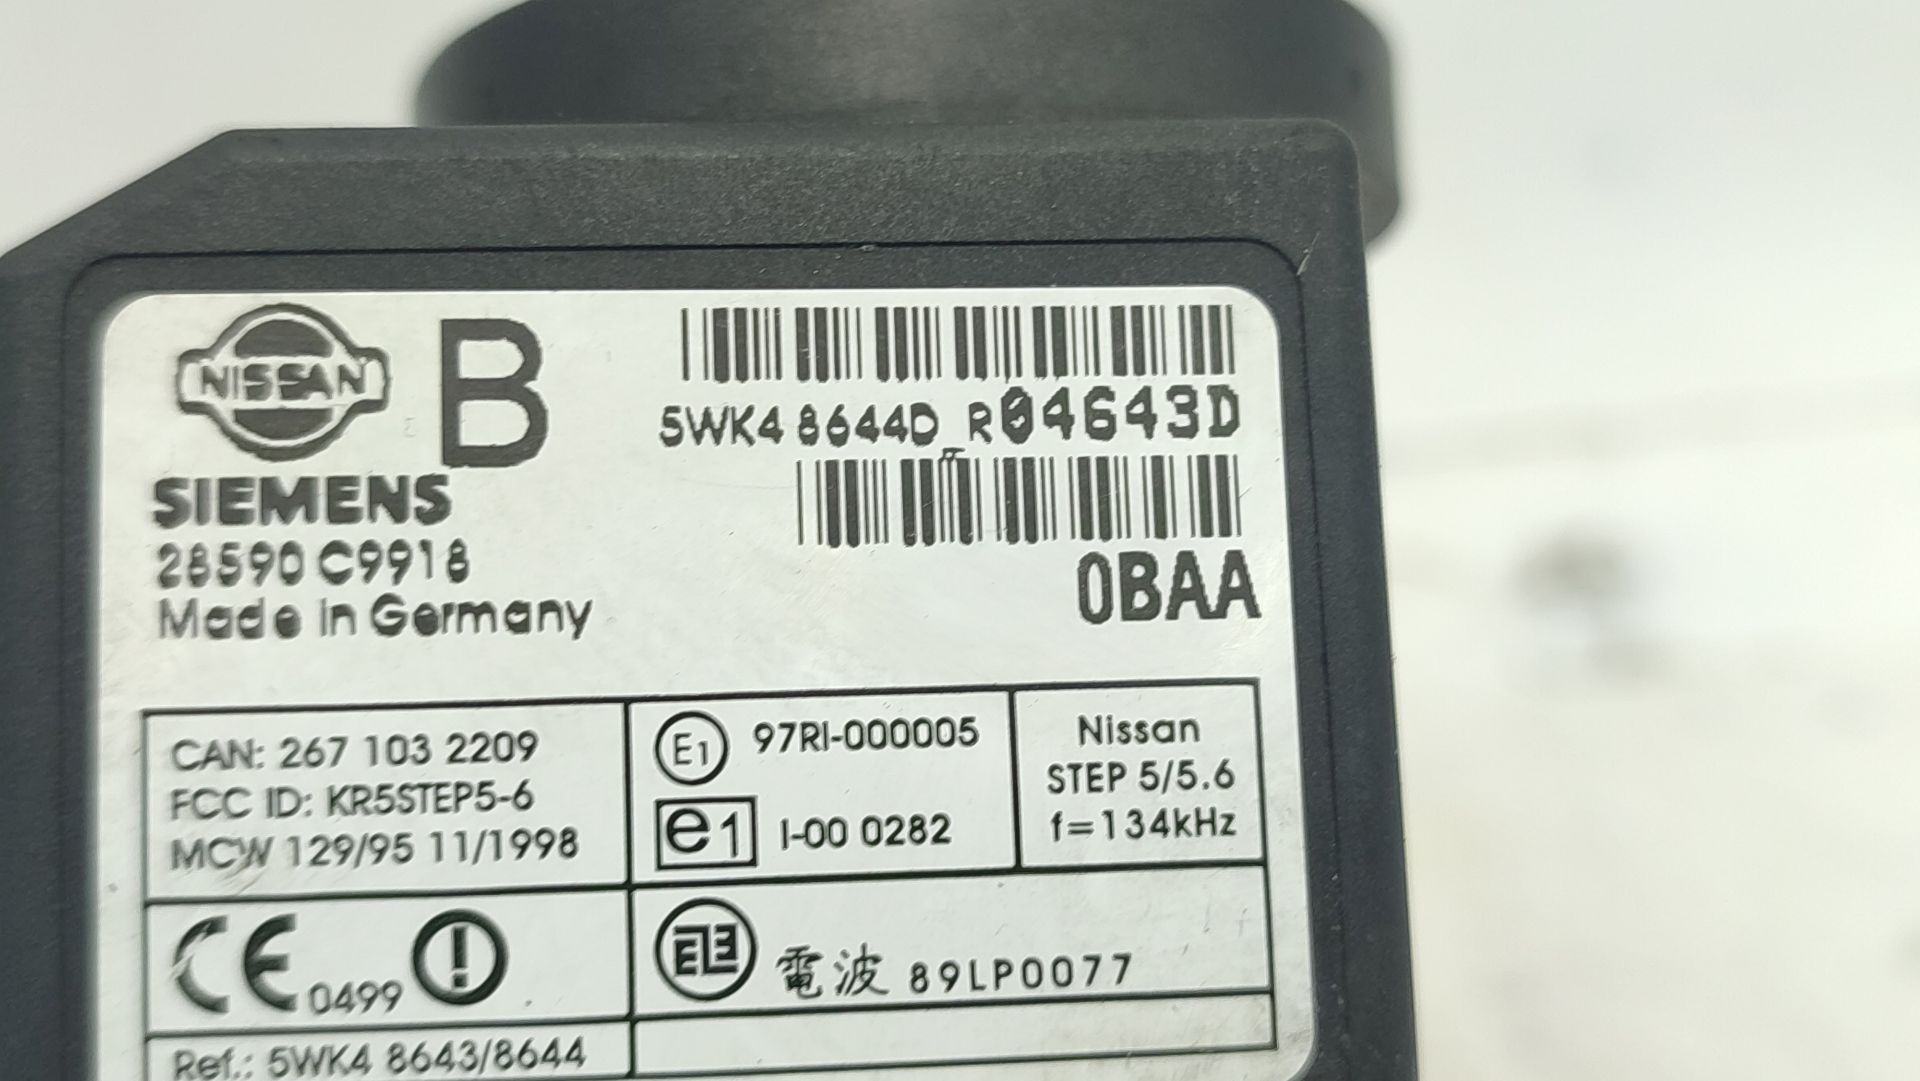 NISSAN
B
5WK4 8644D_R04643D
SIEMENS
28590 C9918
Made in Germany
0BAA
CAN: 267 103 2209
FCC ID: KR5STEP5-6
MCW 129/95 11/1998
E1 97RI-000005
e1 I-00 0282
Nissan
STEP 5/5.6
f=134kHz
CE 0499 !
電波 89LP0077
Ref.: 5WK4 8643/8644